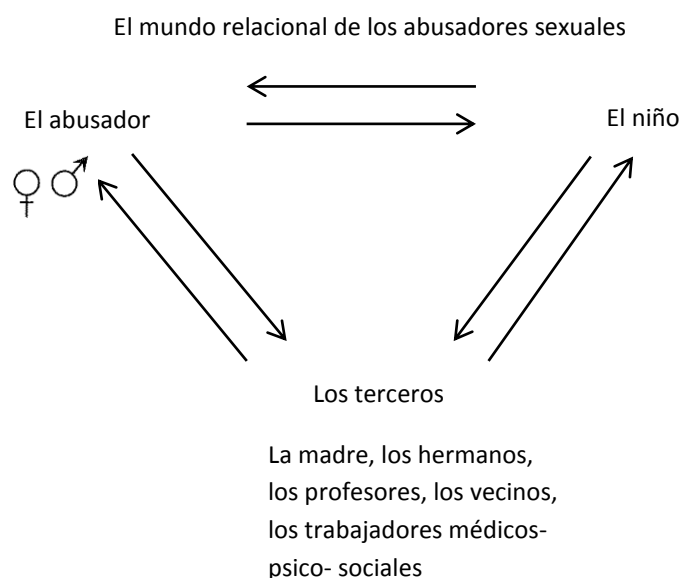 El mundo relacional de los abusadores sexuales
El abusador
El niño
Los terceros
La madre, los hermanos,
los profesores, los vecinos,
los trabajadores médicos-
psico- sociales